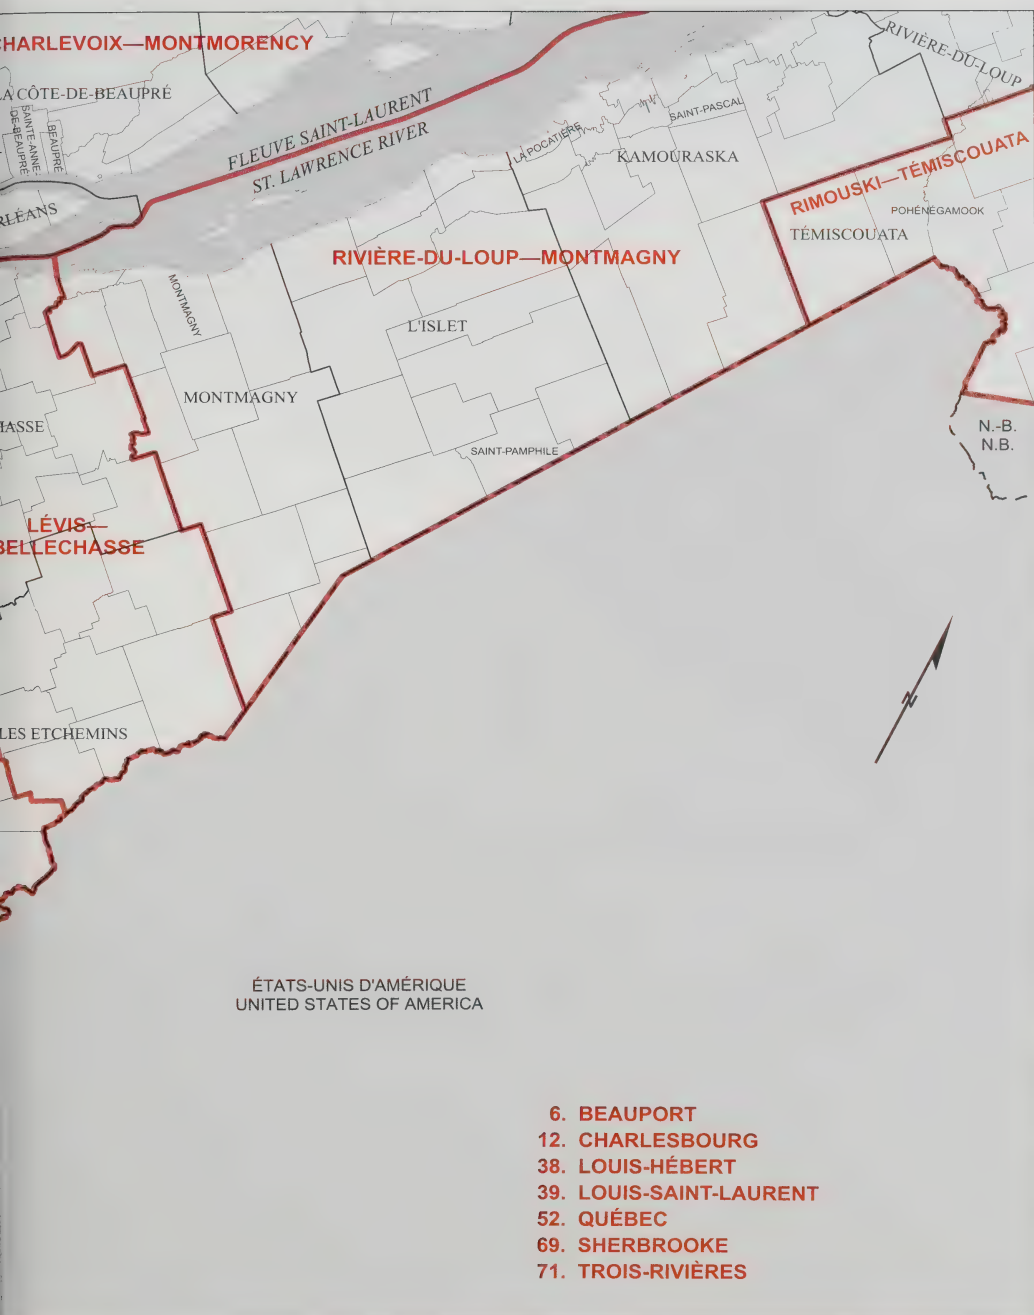 CHARLEVOIX—MONTMORENCY
RIVIÈRE-DU-LOUP
LA CÔTE-DE-BEAUPRÉ
SAINTE-ANNE-
DE-BEAUPRÉ
BEAUPRÉ
FLEUVE SAINT-LAURENT
ST. LAWRENCE RIVER
LA POCATIÈRE
SAINT-PASCAL
KAMOURASKA
RIMOUSKI—TÉMISCOUATA
POHÉNÉGAMOOK
TÉMISCOUATA
RLÉANS
RIVIÈRE-DU-LOUP—MONTMAGNY
MONTMAGNY
L'ISLET
MONTMAGNY
HASSE
SAINT-PAMPHILE
N.-B.
N.B.
LÉVIS—
BELLECHASSE
N
LES ETCHEMINS
ÉTATS-UNIS D'AMÉRIQUE
UNITED STATES OF AMERICA
6. BEAUPORT
12. CHARLESBOURG
38. LOUIS-HÉBERT
39. LOUIS-SAINT-LAURENT
52. QUÉBEC
69. SHERBROOKE
71. TROIS-RIVIÈRES